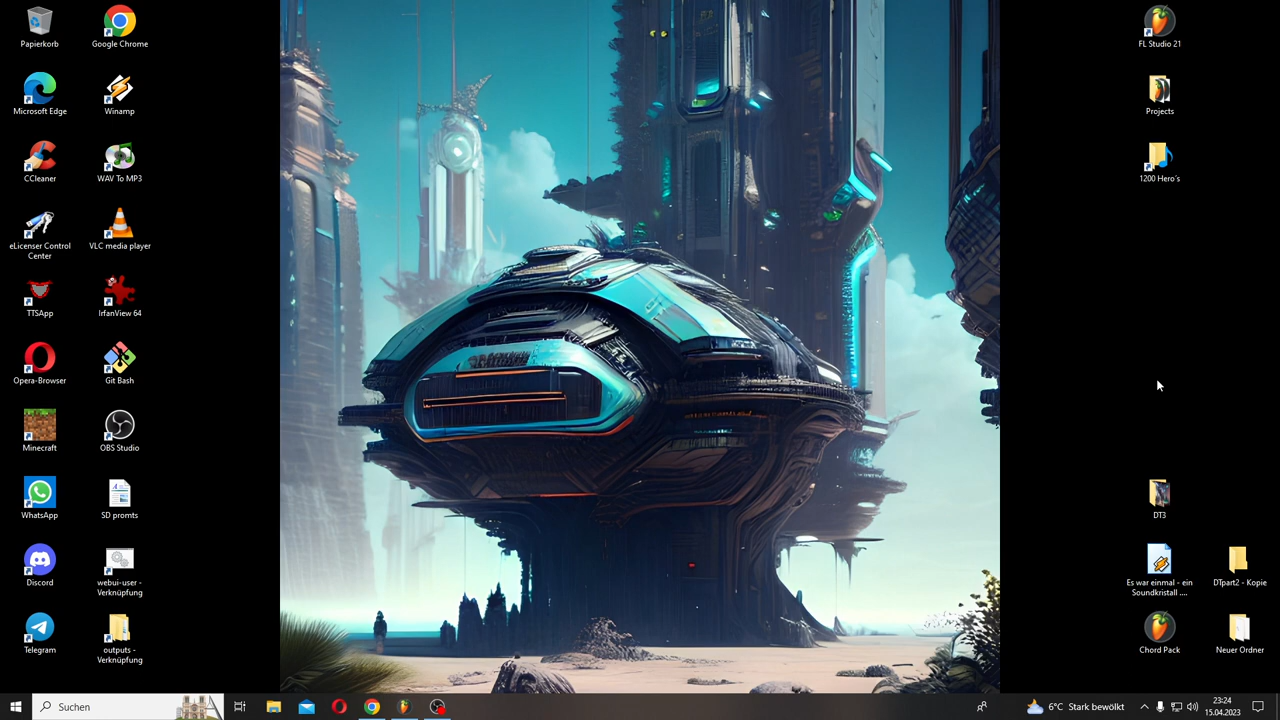 Papierkorb
Google Chrome
FL Studio 21
Microsoft Edge
Winamp
Projects
CCleaner
WAV To MP3
1200 Hero´s
eLicenser Control
Center
VLC media player
TTSApp
IrfanView 64
Opera-Browser
Git Bash
Minecraft
OBS Studio
WhatsApp
SD promts
DT3
Discord
webui-user -
Verknüpfung
Es war einmal - ein
Soundkristall ....
DTpart2 - Kopie
Telegram
outputs -
Verknüpfung
Chord Pack
Neuer Ordner
Suchen
6°C Stark bewölkt
23:24
15.04.2023